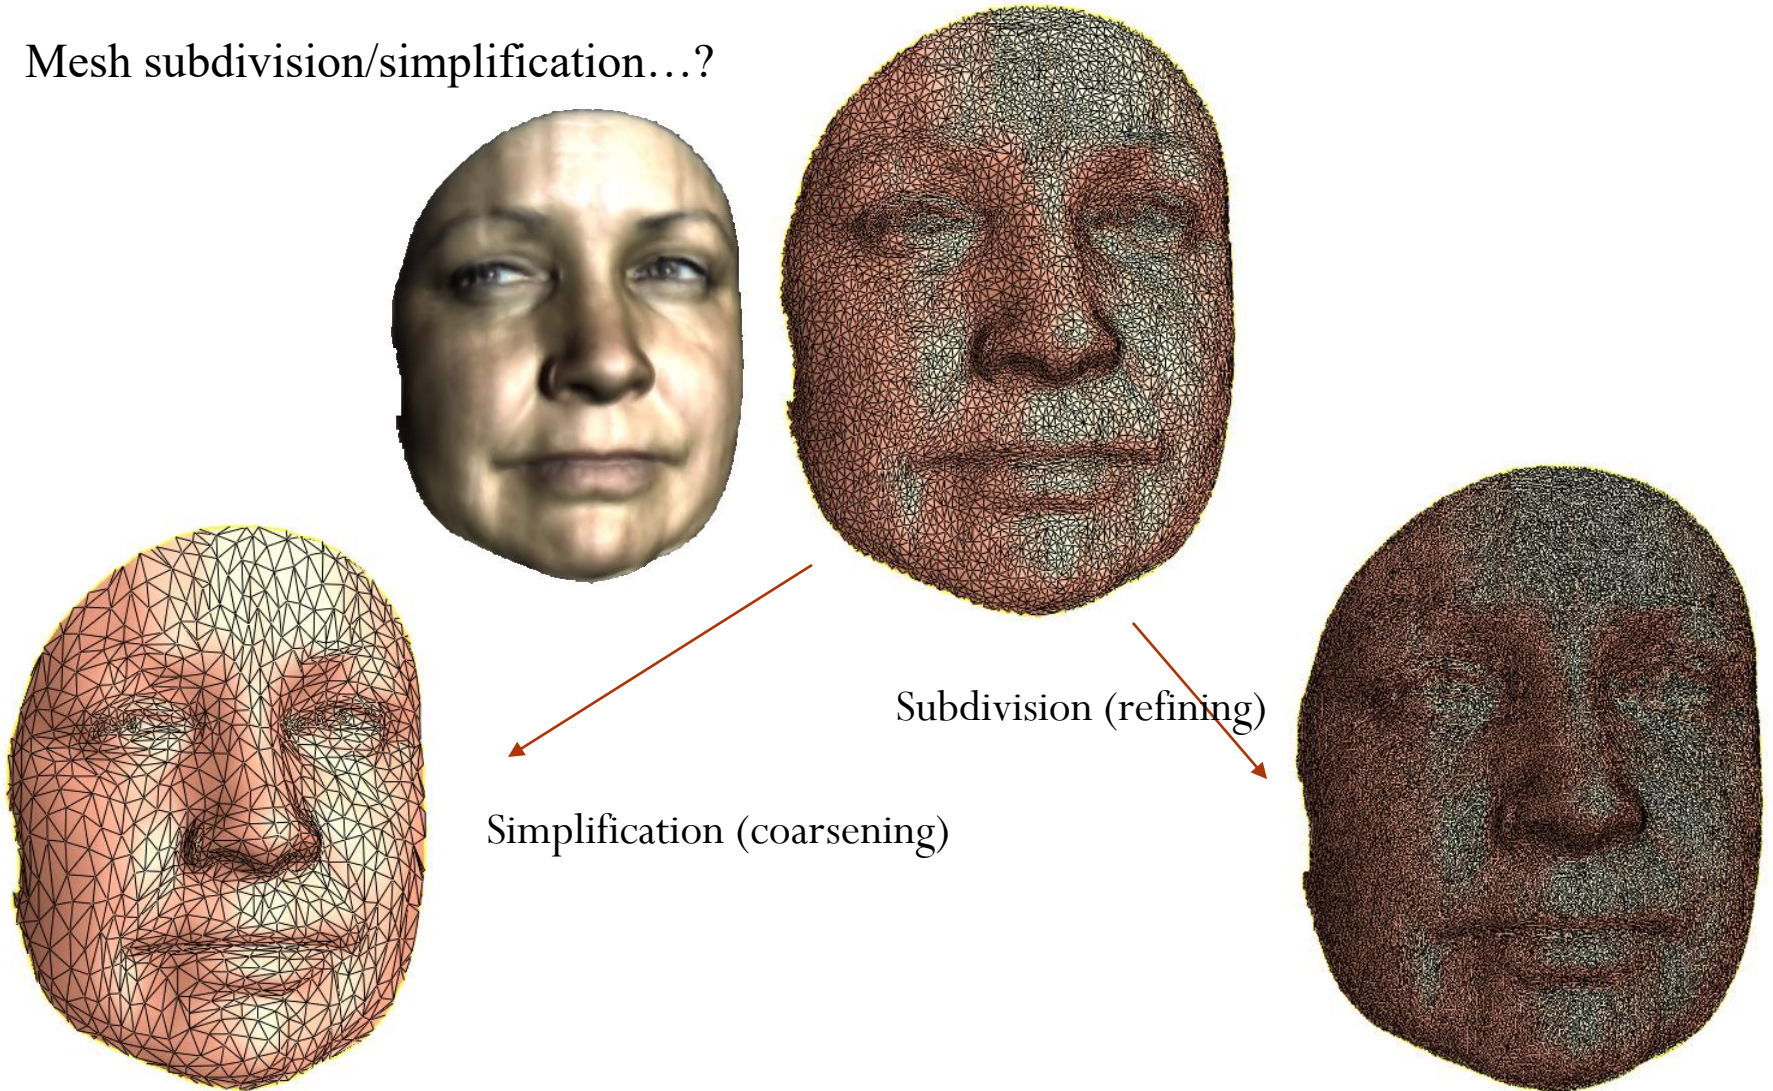 Mesh subdivision/simplification…?
Subdivision (refining)
Simplification (coarsening)